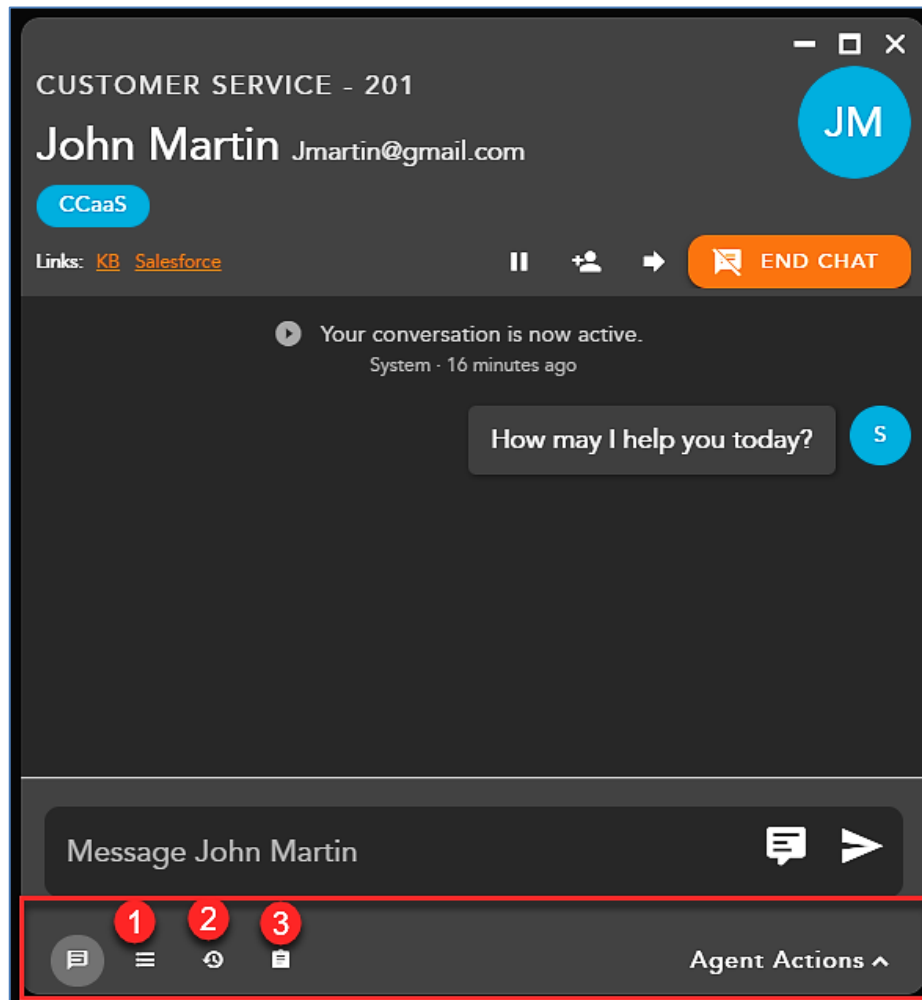 CUSTOMER SERVICE - 201
JM
John Martin Jmartin@gmail.com
CCaaS
Links: KB Salesforce
END CHAT
Your conversation is now active.
System · 16 minutes ago
How may I help you today?
S
Message John Martin
1
2
3
Agent Actions